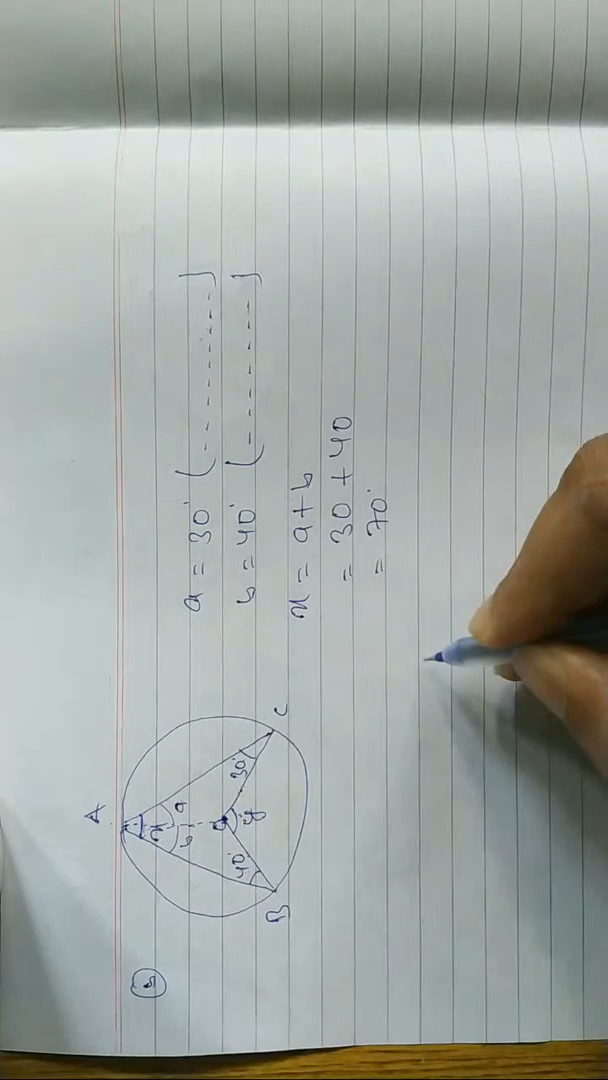 (b)
A
x
b
a
O
y
40°
30°
B
C
a = 30° (----------)
b = 40° (----------)
x = a + b
= 30 + 40
= 70°